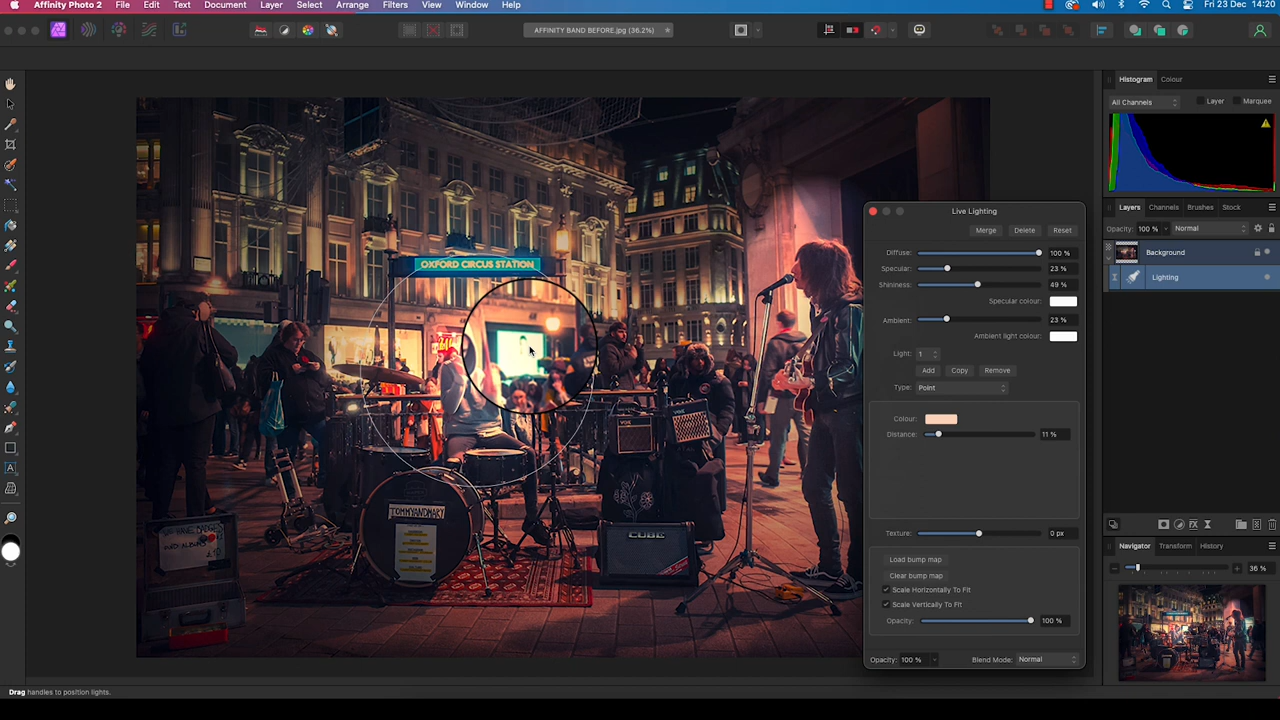 Affinity Photo 2 File Edit Text Document Layer Select Arrange Filters View Window Help Fri 23 Dec 14:20
AFFINITY BAND BEFORE.jpg (36.2%)
Histogram Colour
All Channels Layer Marquee
Layers Channels Brushes Stock
Opacity: 100 % Normal
Background
Lighting
Live Lighting
Merge Delete Reset
Diffuse: 100 %
Specular: 23 %
Shininess: 49 %
Specular colour:
Ambient: 23 %
Ambient light colour:
Light: 1
Add Copy Remove
Type: Point
Colour:
Distance: 11 %
Texture: 0 px
Load bump map
Clear bump map
Scale Horizontally To Fit
Scale Vertically To Fit
Opacity: 100 %
Opacity: 100 % Blend Mode: Normal
Navigator Transform History
36 %
OXFORD CIRCUS STATION
VOX
VOX
TOMMYANDMARY
CUBE
Drag handles to position lights.